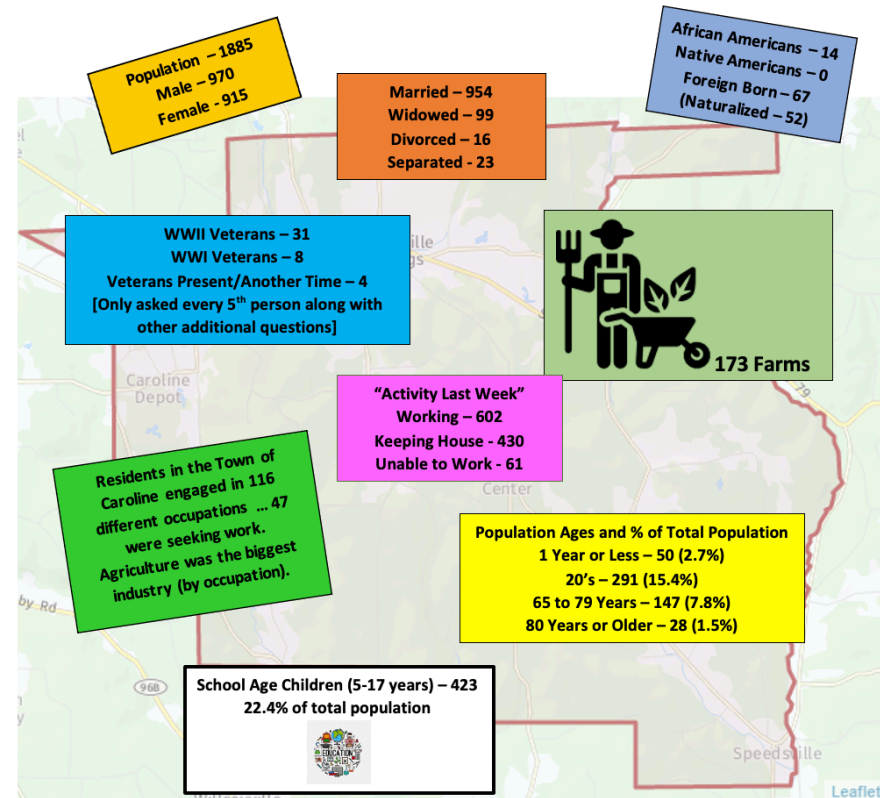 Population – 1885
Male – 970
Female - 915
Married – 954
Widowed – 99
Divorced – 16
Separated - 23
African Americans – 14
Native Americans – 0
Foreign Born – 67
(Naturalized – 52)
WWII Veterans – 31
WWI Veterans – 8
Veterans Present/Another Time – 4
[Only asked every 5th person along with
other additional questions]
173 Farms
79
Caroline
Depot
"Activity Last Week"
Working – 602
Keeping House - 430
Unable to Work - 61
Center
Residents in the Town of
Caroline engaged in 116
different occupations ... 47
were seeking work.
Agriculture was the biggest
industry (by occupation).
Population Ages and % of Total Population
1 Year or Less – 50 (2.7%)
20's – 291 (15.4%)
65 to 79 Years – 147 (7.8%)
80 Years or Older – 28 (1.5%)
by Rd
96B
School Age Children (5-17 years) – 423
22.4% of total population
EDUCATION
Speedsville
Leaflet